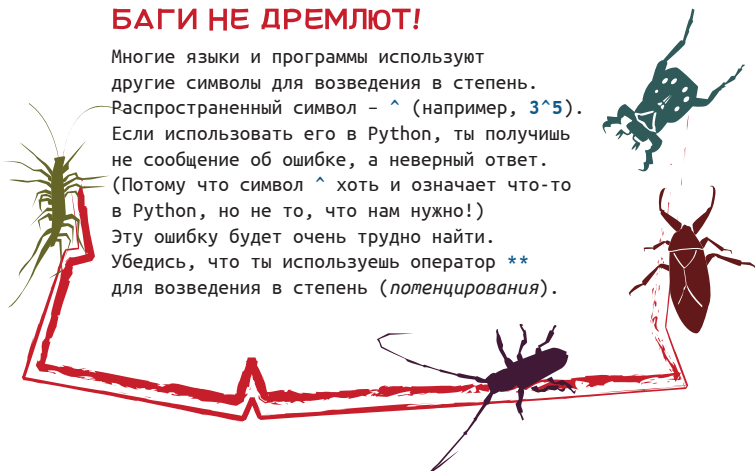 БАГИ НЕ ДРЕМЛЮТ!
Многие языки и программы используют
другие символы для возведения в степень.
Распространенный символ – ^ (например, 3^5).
Если использовать его в Python, ты получишь
не сообщение об ошибке, а неверный ответ.
(Потому что символ ^ хоть и означает что-то
в Python, но не то, что нам нужно!)
Эту ошибку будет очень трудно найти.
Убедись, что ты используешь оператор **
для возведения в степень (потенцирования).